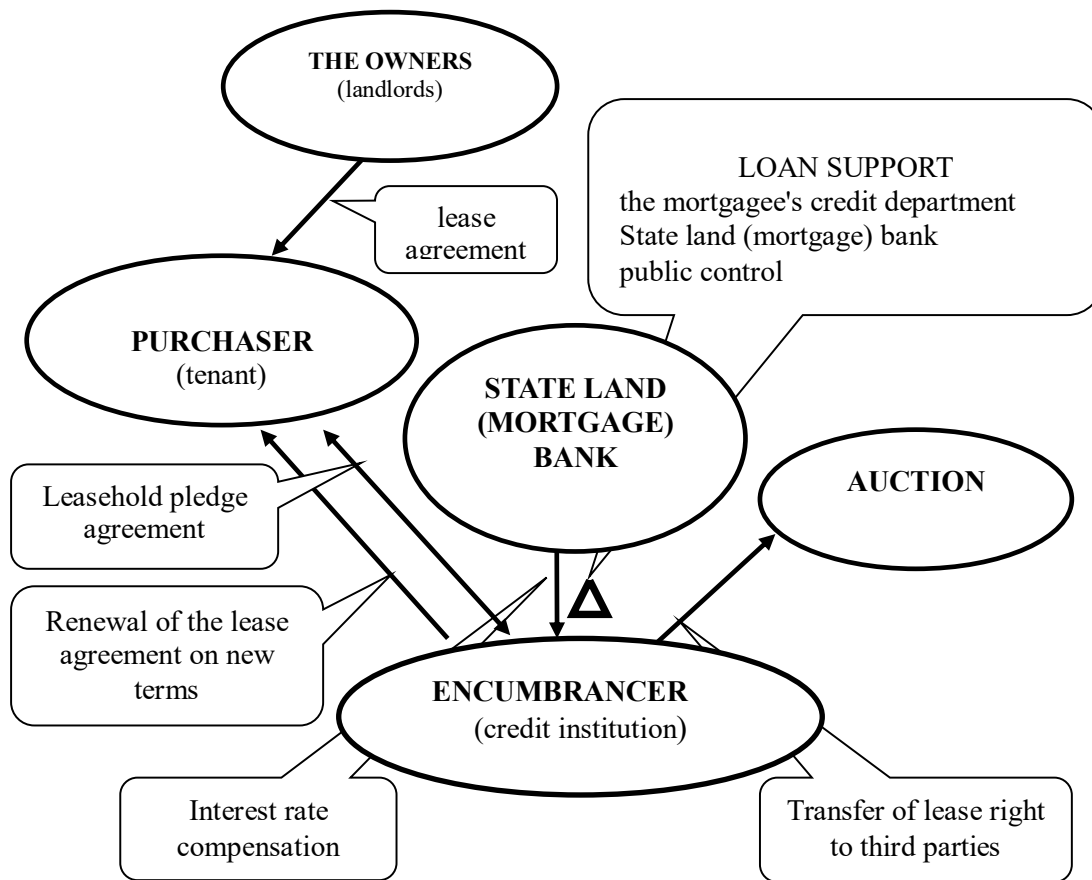 THE OWNERS
(landlords)
LOAN SUPPORT
the mortgagee's credit department
State land (mortgage) bank
public control
lease
agreement
PURCHASER
(tenant)
STATE LAND
(MORTGAGE)
BANK
AUCTION
Leasehold pledge
agreement
Renewal of the lease
agreement on new
terms
Δ
ENCUMBRANCER
(credit institution)
Interest rate
compensation
Transfer of lease right
to third parties